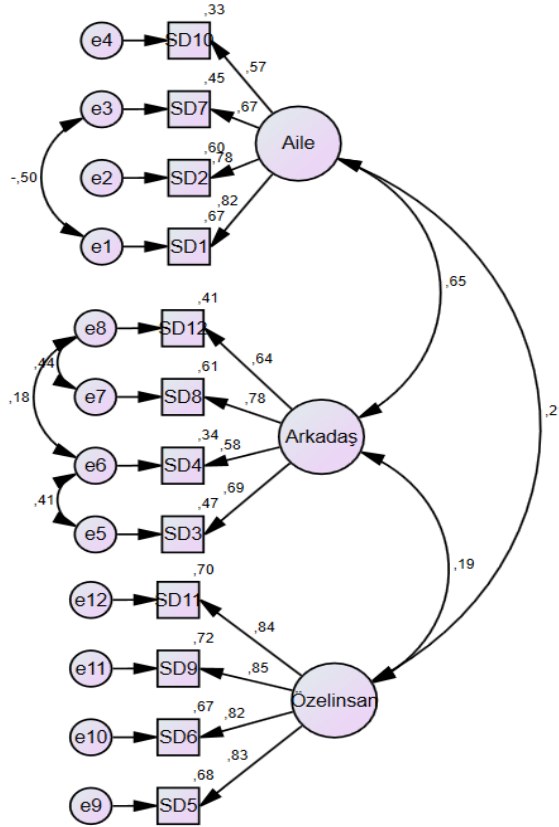 ,33
e4 SD10 ,57
,45
e3 SD7 ,67 Aile
,60
-,50 e2 SD2 ,78
,82
,67
e1 SD1
,65
,41
e8 SD12
,44 ,61 ,64
e7 SD8 ,78 ,2
,18 ,34 Arkadaş
e6 SD4 ,58
,41 ,47 ,69
e5 SD3
,19
,70
e12 SD11
,72 ,84
e11 SD9 ,85
,67 Özelinsan
e10 SD6 ,82
,68 ,83
e9 SD5